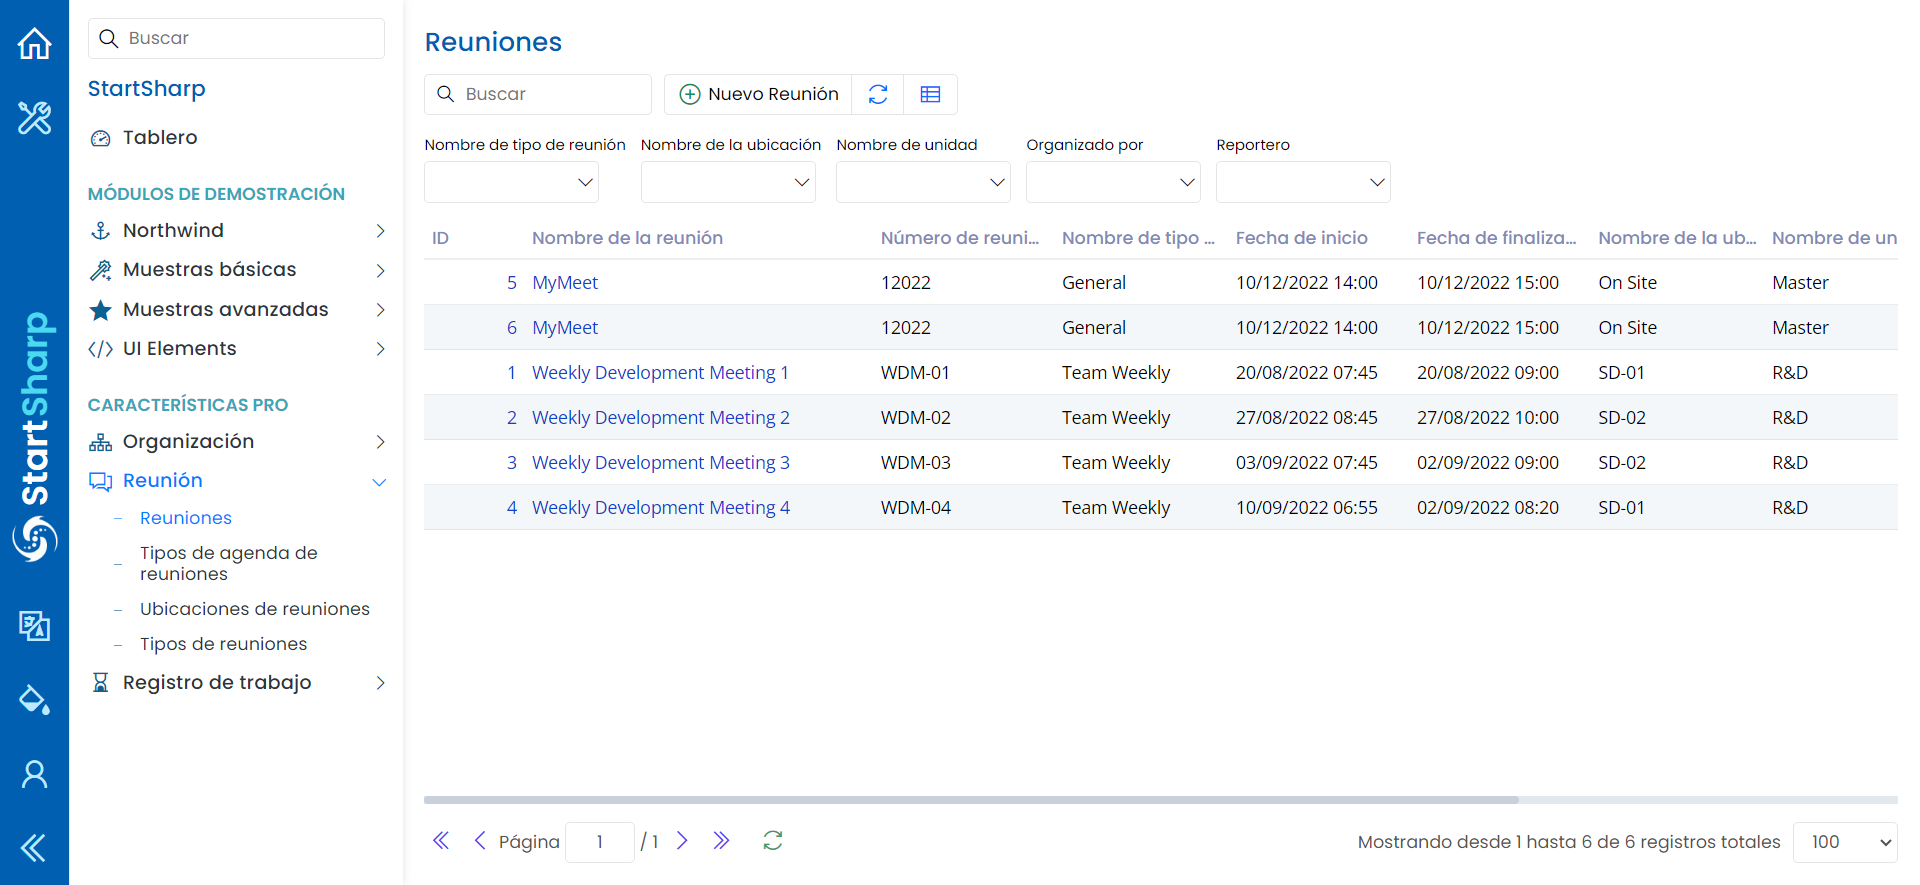 StartSharp
Buscar
StartSharp
Tablero
MÓDULOS DE DEMOSTRACIÓN
Northwind
Muestras básicas
Muestras avanzadas
UI Elements
CARACTERÍSTICAS PRO
Organización
Reunión
Reuniones
Tipos de agenda de
reuniones
Ubicaciones de reuniones
Tipos de reuniones
Registro de trabajo
Reuniones
Buscar
Nuevo Reunión
Nombre de tipo de reunión Nombre de la ubicación Nombre de unidad Organizado por Reportero
ID Nombre de la reunión Número de reuni... Nombre de tipo ... Fecha de inicio Fecha de finaliza... Nombre de la ub... Nombre de un
5 MyMeet 12022 General 10/12/2022 14:00 10/12/2022 15:00 On Site Master
6 MyMeet 12022 General 10/12/2022 14:00 10/12/2022 15:00 On Site Master
1 Weekly Development Meeting 1 WDM-01 Team Weekly 20/08/2022 07:45 20/08/2022 09:00 SD-01 R&D
2 Weekly Development Meeting 2 WDM-02 Team Weekly 27/08/2022 08:45 27/08/2022 10:00 SD-02 R&D
3 Weekly Development Meeting 3 WDM-03 Team Weekly 03/09/2022 07:45 02/09/2022 09:00 SD-02 R&D
4 Weekly Development Meeting 4 WDM-04 Team Weekly 10/09/2022 06:55 02/09/2022 08:20 SD-01 R&D
Página 1 / 1
Mostrando desde 1 hasta 6 de 6 registros totales 100